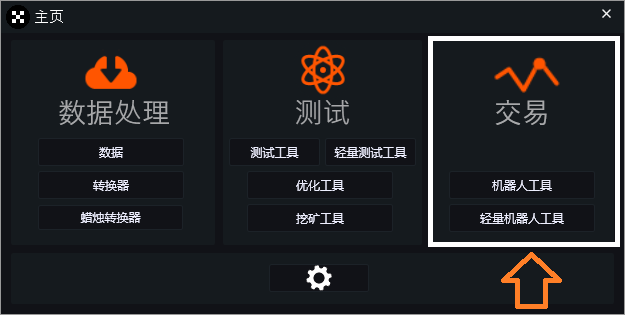 主页
数据处理
数据
转换器
蜡烛转换器
测试
测试工具 轻量测试工具
优化工具
挖矿工具
交易
机器人工具
轻量机器人工具